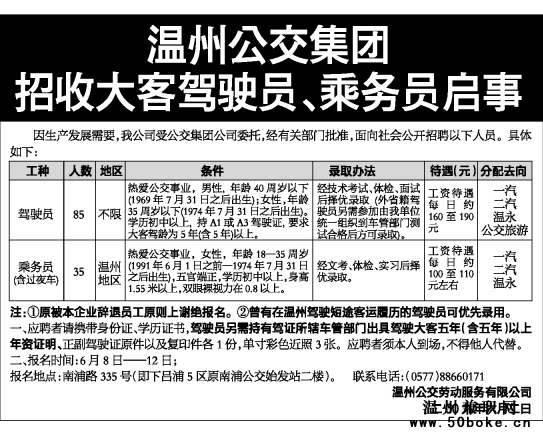 温州公交集团
招收大客驾驶员、乘务员启事
因生产发展需要,我公司受公交集团公司委托,经有关部门批准,面向社会公开招聘以下人员。具体
如下:
工种 人数 地区 条件 录取办法 待遇(元) 分配去向
驾驶员 85 不限
热爱公交事业,男性,年龄40周岁以下
(1969年7月31日之后出生);女性,年龄
35周岁以下(1974年7月31日之后出生)。
学历初中以上,持A1或A3驾驶证,要求
大客驾龄为5年(含5年)以上。
经技术考试、体检、面试
后择优录取(外省籍驾
驶员另需参加由我单位
统一组织到车管部门测
试合格后方可录取)。
工资待遇
每日约
160至190
元
一汽
二汽
温永
公交旅游
乘务员
(含过夜车)
35
温州
地区
热爱公交事业,女性,年龄18—35周岁
(1991年6月1日之前—1974年7月31日
之后出生),五官端正,学历初中以上,身高
1.55米以上,双眼裸视力在0.8以上。
经文考、体检、实习后择
优录取。
工资待遇
每日约
100至110
元左右
一汽
二汽
温永
注:①原被本企业辞退员工原则上谢绝报名。②曾有在温州驾驶短途客运履历的驾驶员可优先录用。
一、应聘者请携带身份证、学历证书,驾驶员另需持有驾证所辖车管部门出具驾驶大客五年(含五年)以上
年资证明、正副驾驶证原件以及复印件各1份,单寸彩色近照3张。应聘者须本人到场,不得他人代替。
二、报名时间:6月8日——12日;
报名地点:南浦路335号(即下吕浦5区原南浦公交始发站二楼)。 联系电话:(0577)88660171
温州公交劳动服务有限公司
温州兼职网
www.50boke.cn